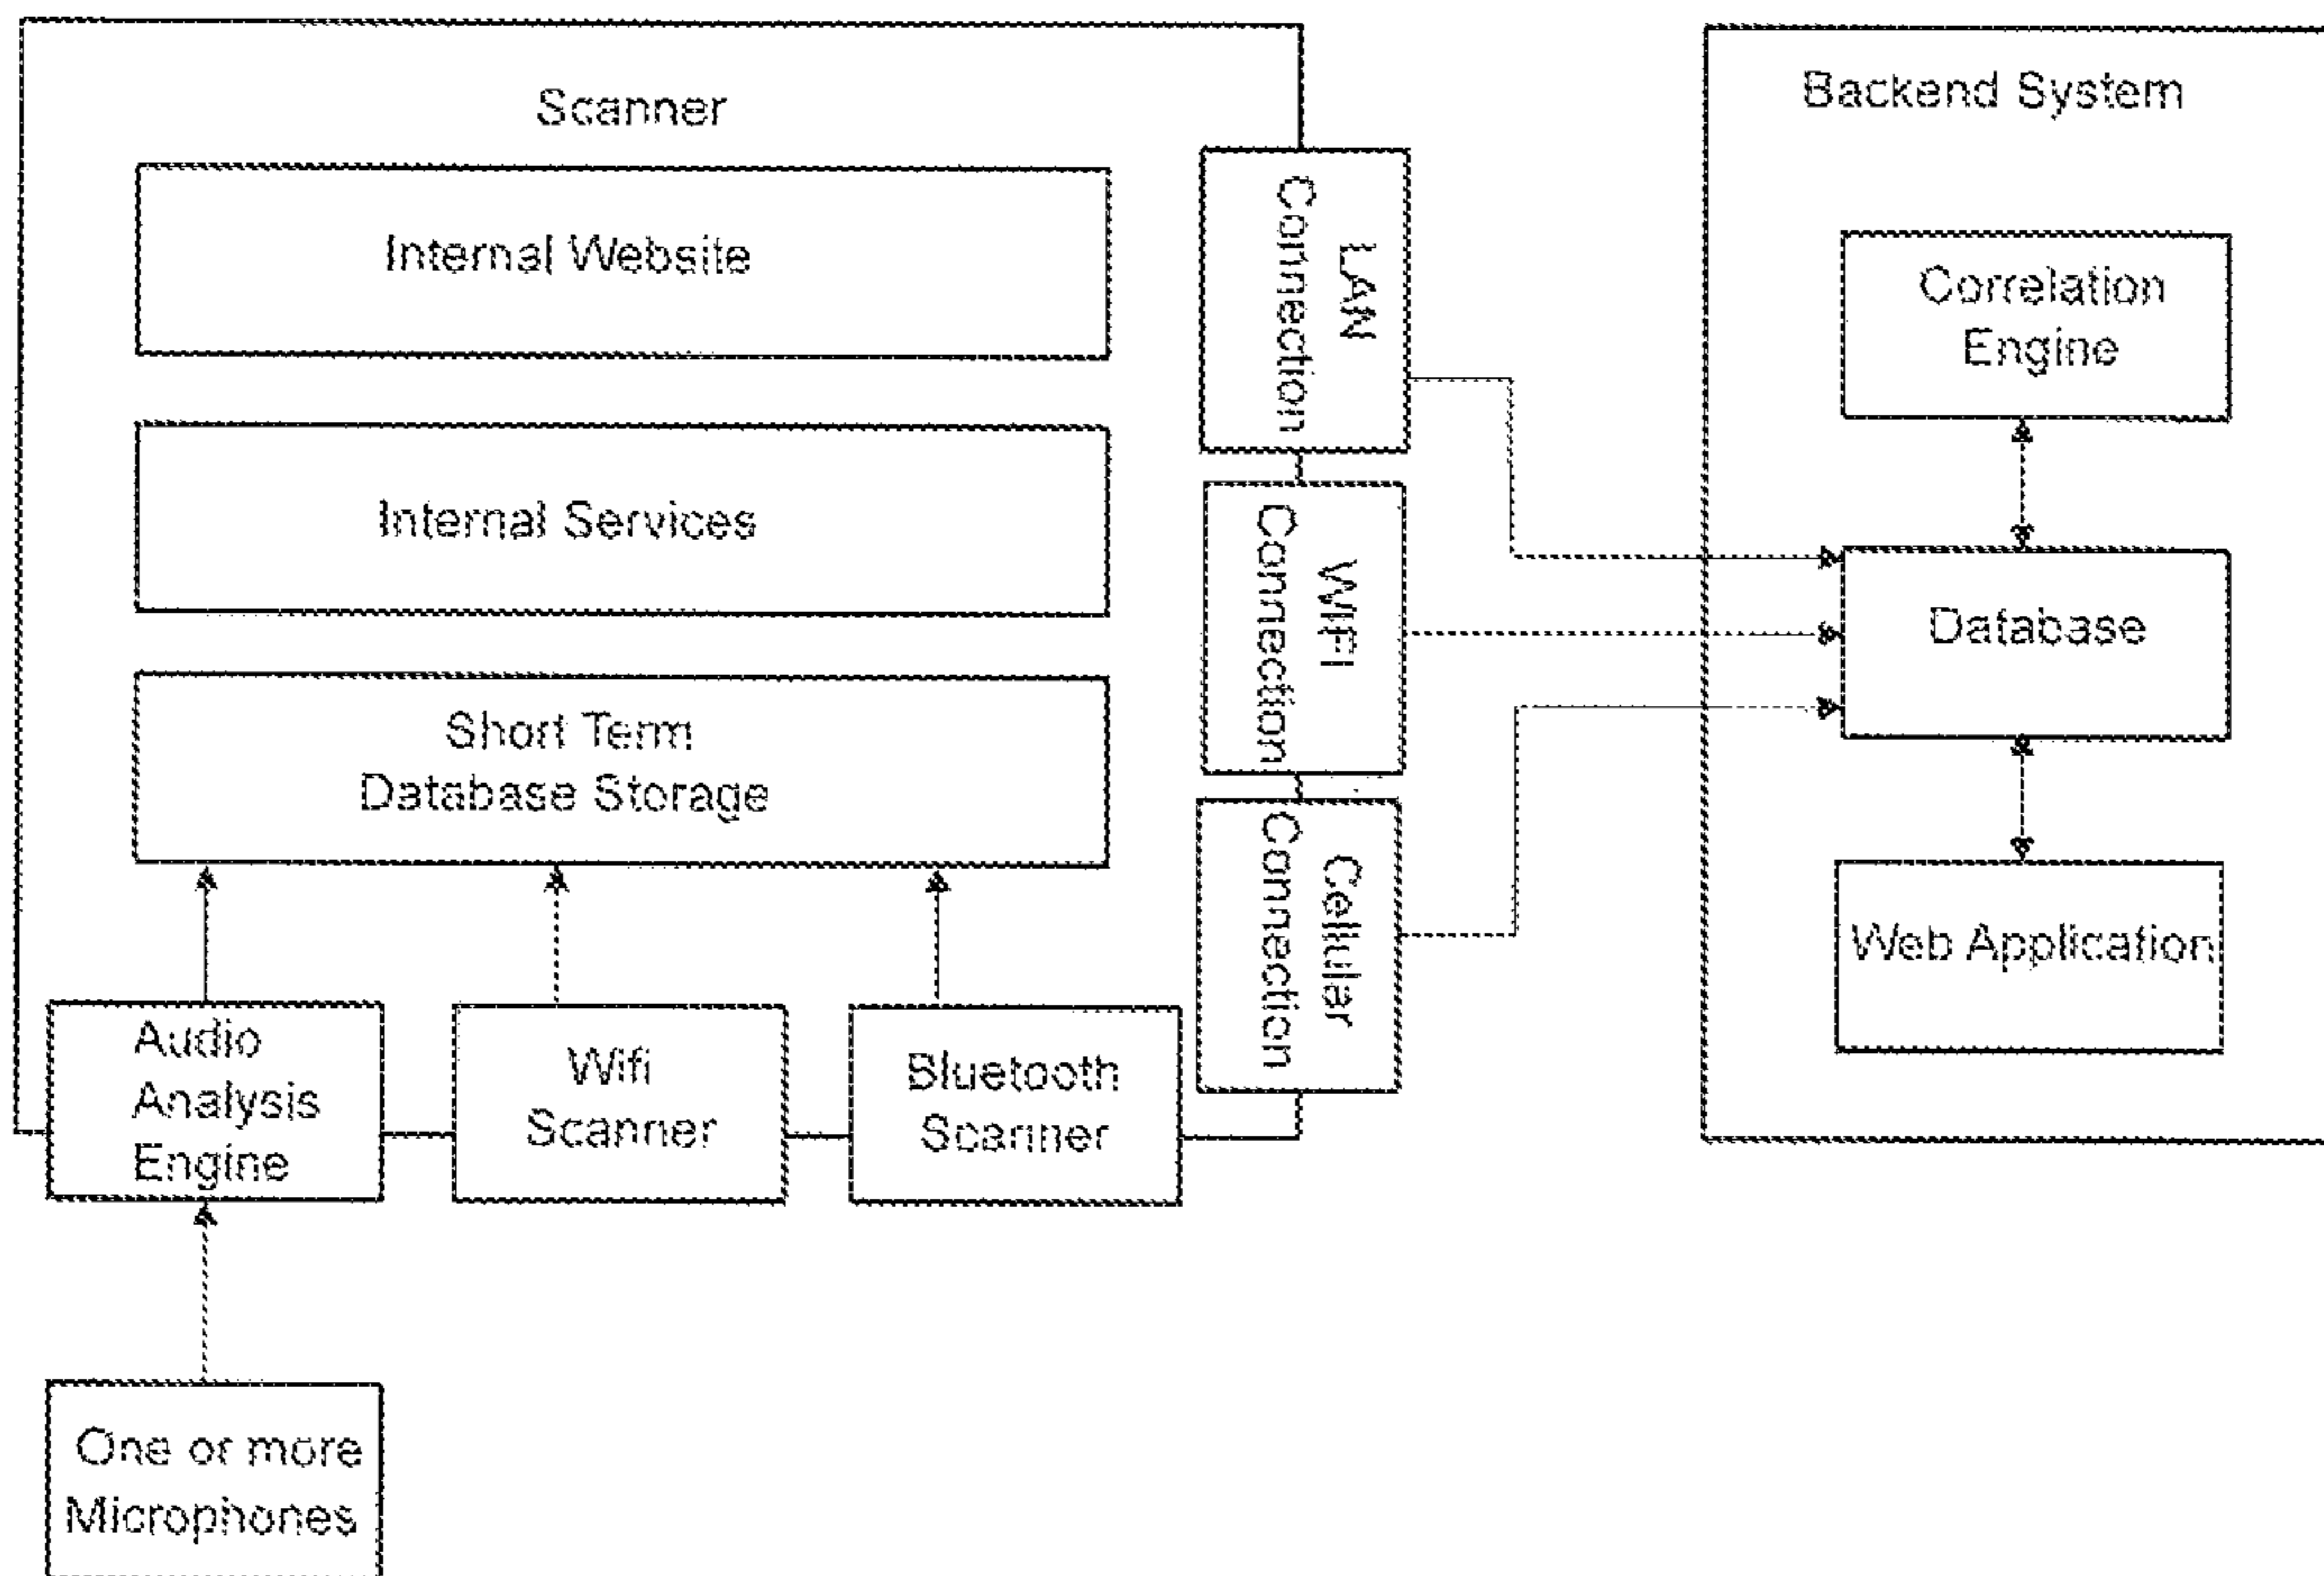 Scanner
Internal Website
Internal Services
Short Term
Database Storage
Audio
Analysis
Engine
Wifi
Scanner
Bluetooth
Scanner
One or more
Microphones
LAN
Connection
WIFI
Connection
Cellular
Connection
Backend System
Correlation
Engine
Database
Web Application